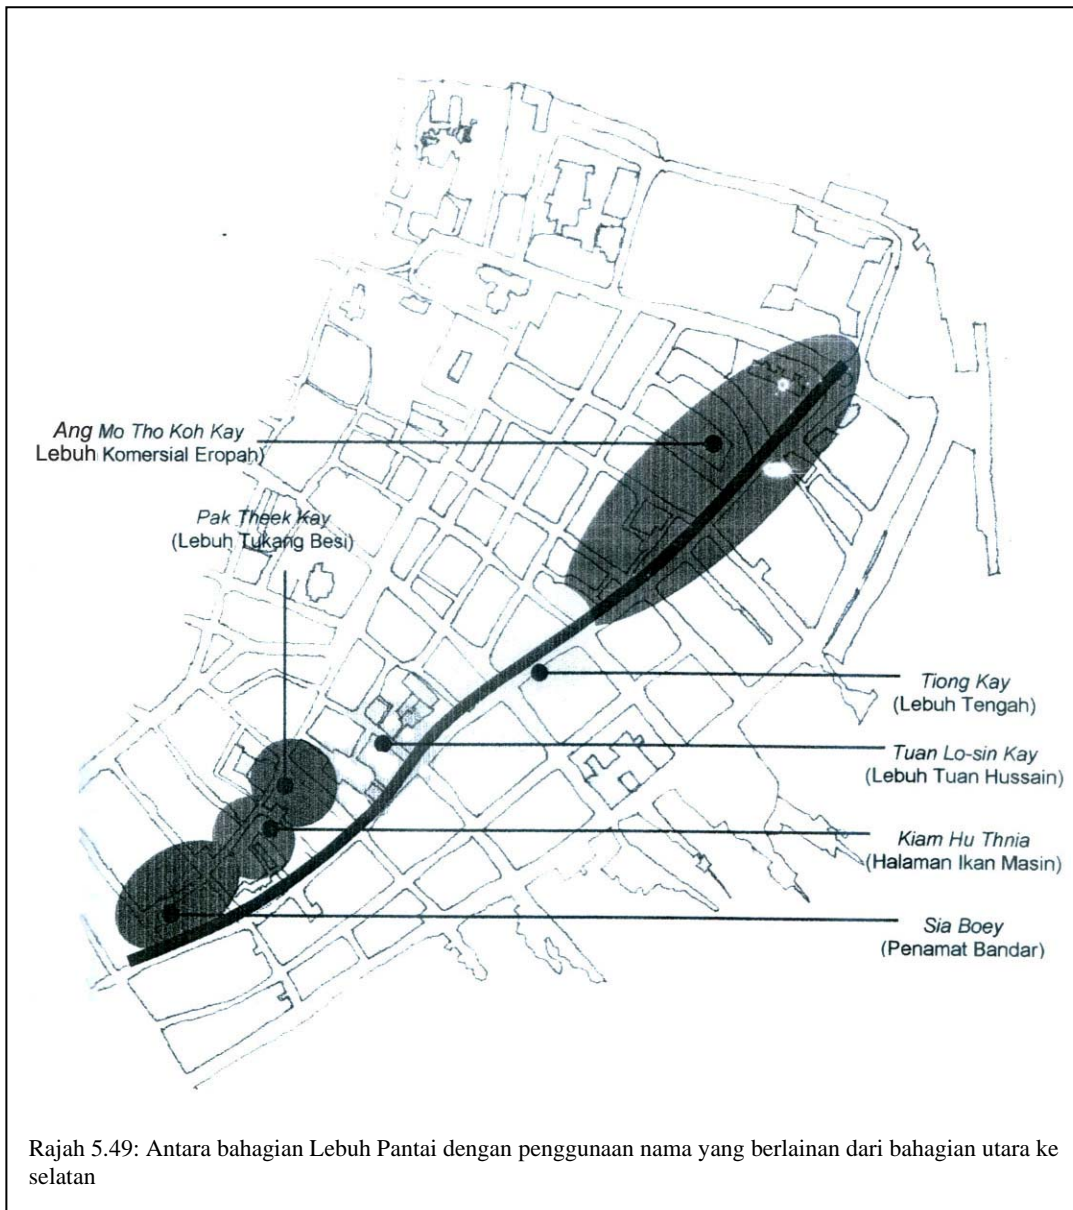 Ang Mo Tho Koh Kay
Lebuh Komersial Eropah)
Pak Theek Kay
(Lebuh Tukang Besi)
Tiong Kay
(Lebuh Tengah)
Tuan Lo-sin Kay
(Lebuh Tuan Hussain)
Kiam Hu Thnia
(Halaman Ikan Masin)
Sia Boey
(Penamat Bandar)
Rajah 5.49: Antara bahagian Lebuh Pantai dengan penggunaan nama yang berlainan dari bahagian utara ke
selatan